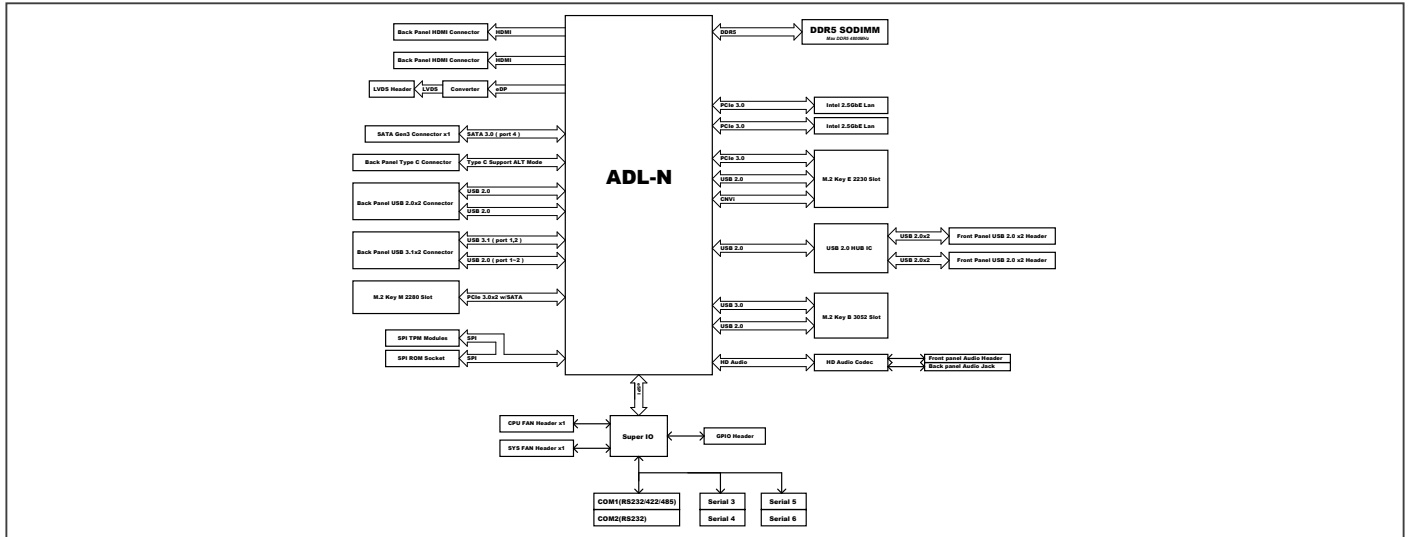 Back Panel HDMI Connector
HDMI
Back Panel HDMI Connector
HDMI
LVDS Header
LVDS
Converter
eDP
SATA Gen3 Connector x1
SATA 3.0 ( port 4 )
Back Panel Type C Connector
Type C Support ALT Mode
Back Panel USB 2.0x2 Connector
USB 2.0
USB 2.0
Back Panel USB 3.1x2 Connector
USB 3.1 ( port 1,2 )
USB 2.0 ( port 1~2 )
M.2 Key M 2280 Slot
PCIe 3.0x2 w/SATA
SPI TPM Modules
SPI
SPI ROM Socket
SPI
ADL-N
DDR5
DDR5 SODIMM
Max DDR5 4800MHz
PCIe 3.0
Intel 2.5GbE Lan
PCIe 3.0
Intel 2.5GbE Lan
PCIe 3.0
USB 2.0
CNVi
M.2 Key E 2230 Slot
USB 2.0
USB 2.0 HUB IC
USB 2.0x2
Front Panel USB 2.0 x2 Header
USB 2.0x2
Front Panel USB 2.0 x2 Header
USB 3.0
USB 2.0
M.2 Key B 3052 Slot
HD Audio
HD Audio Codec
Front panel Audio Header
Back panel Audio Jack
eSPI
CPU FAN Header x1
SYS FAN Header x1
Super IO
GPIO Header
COM1(RS232/422/485)
COM2(RS232)
Serial 3
Serial 4
Serial 5
Serial 6